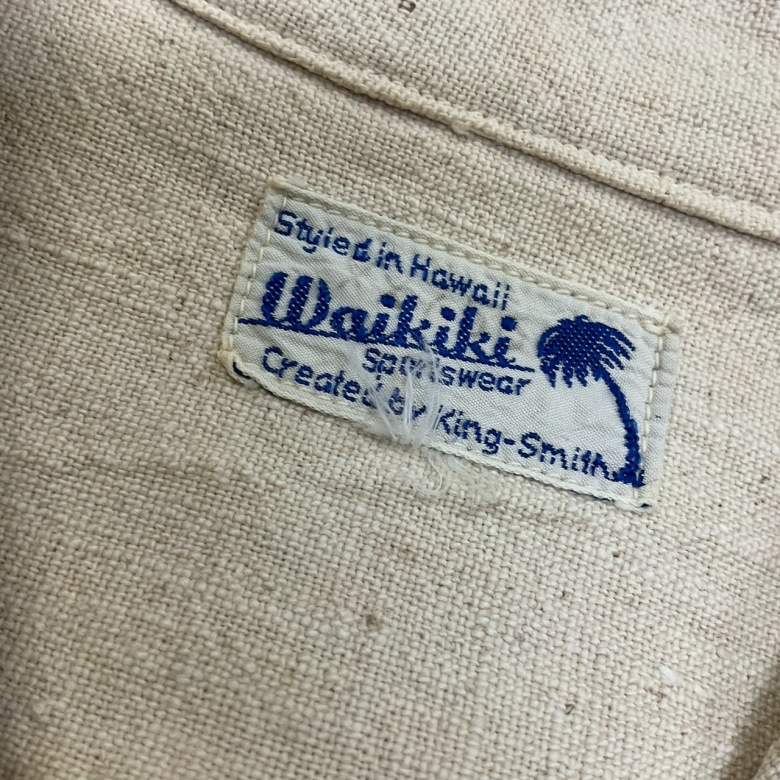 Styled in Hawaii
Waikiki
Sportswear
Created by King-Smith